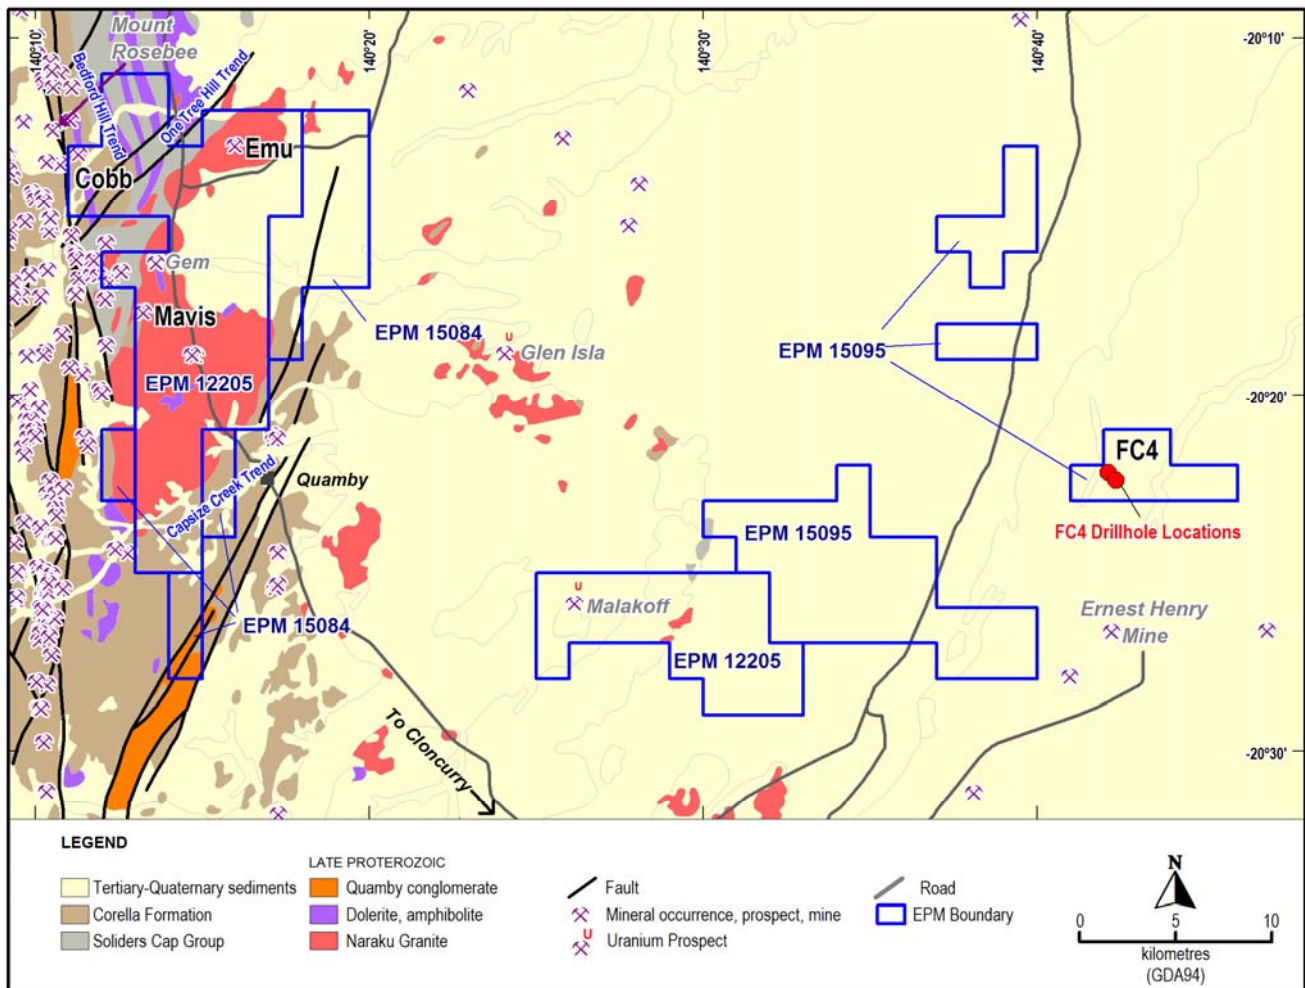 140°10'
140°20'
140°30'
140°40'
-20°10'
Mount
Rosebee
Bedford Hill Trend
One Tree Hill Trend
Emu
Cobb
Gem
Mavis
EPM 15084
U
Glen Isla
EPM 15095
EPM 12205
-20°20'
FC4
Quamby
Capsize Creek Trend
EPM 15095
FC4 Drillhole Locations
U
Malakoff
Ernest Henry
Mine
EPM 15084
EPM 12205
To Cloncurry
-20°30'
LEGEND
LATE PROTEROZOIC
Tertiary-Quaternary sediments
Quamby conglomerate
Fault
Road
Corella Formation
Dolerite, amphibolite
Mineral occurrence, prospect, mine
EPM Boundary
Soliders Cap Group
Naraku Granite
U
Uranium Prospect
N
0
5
10
kilometres
(GDA94)